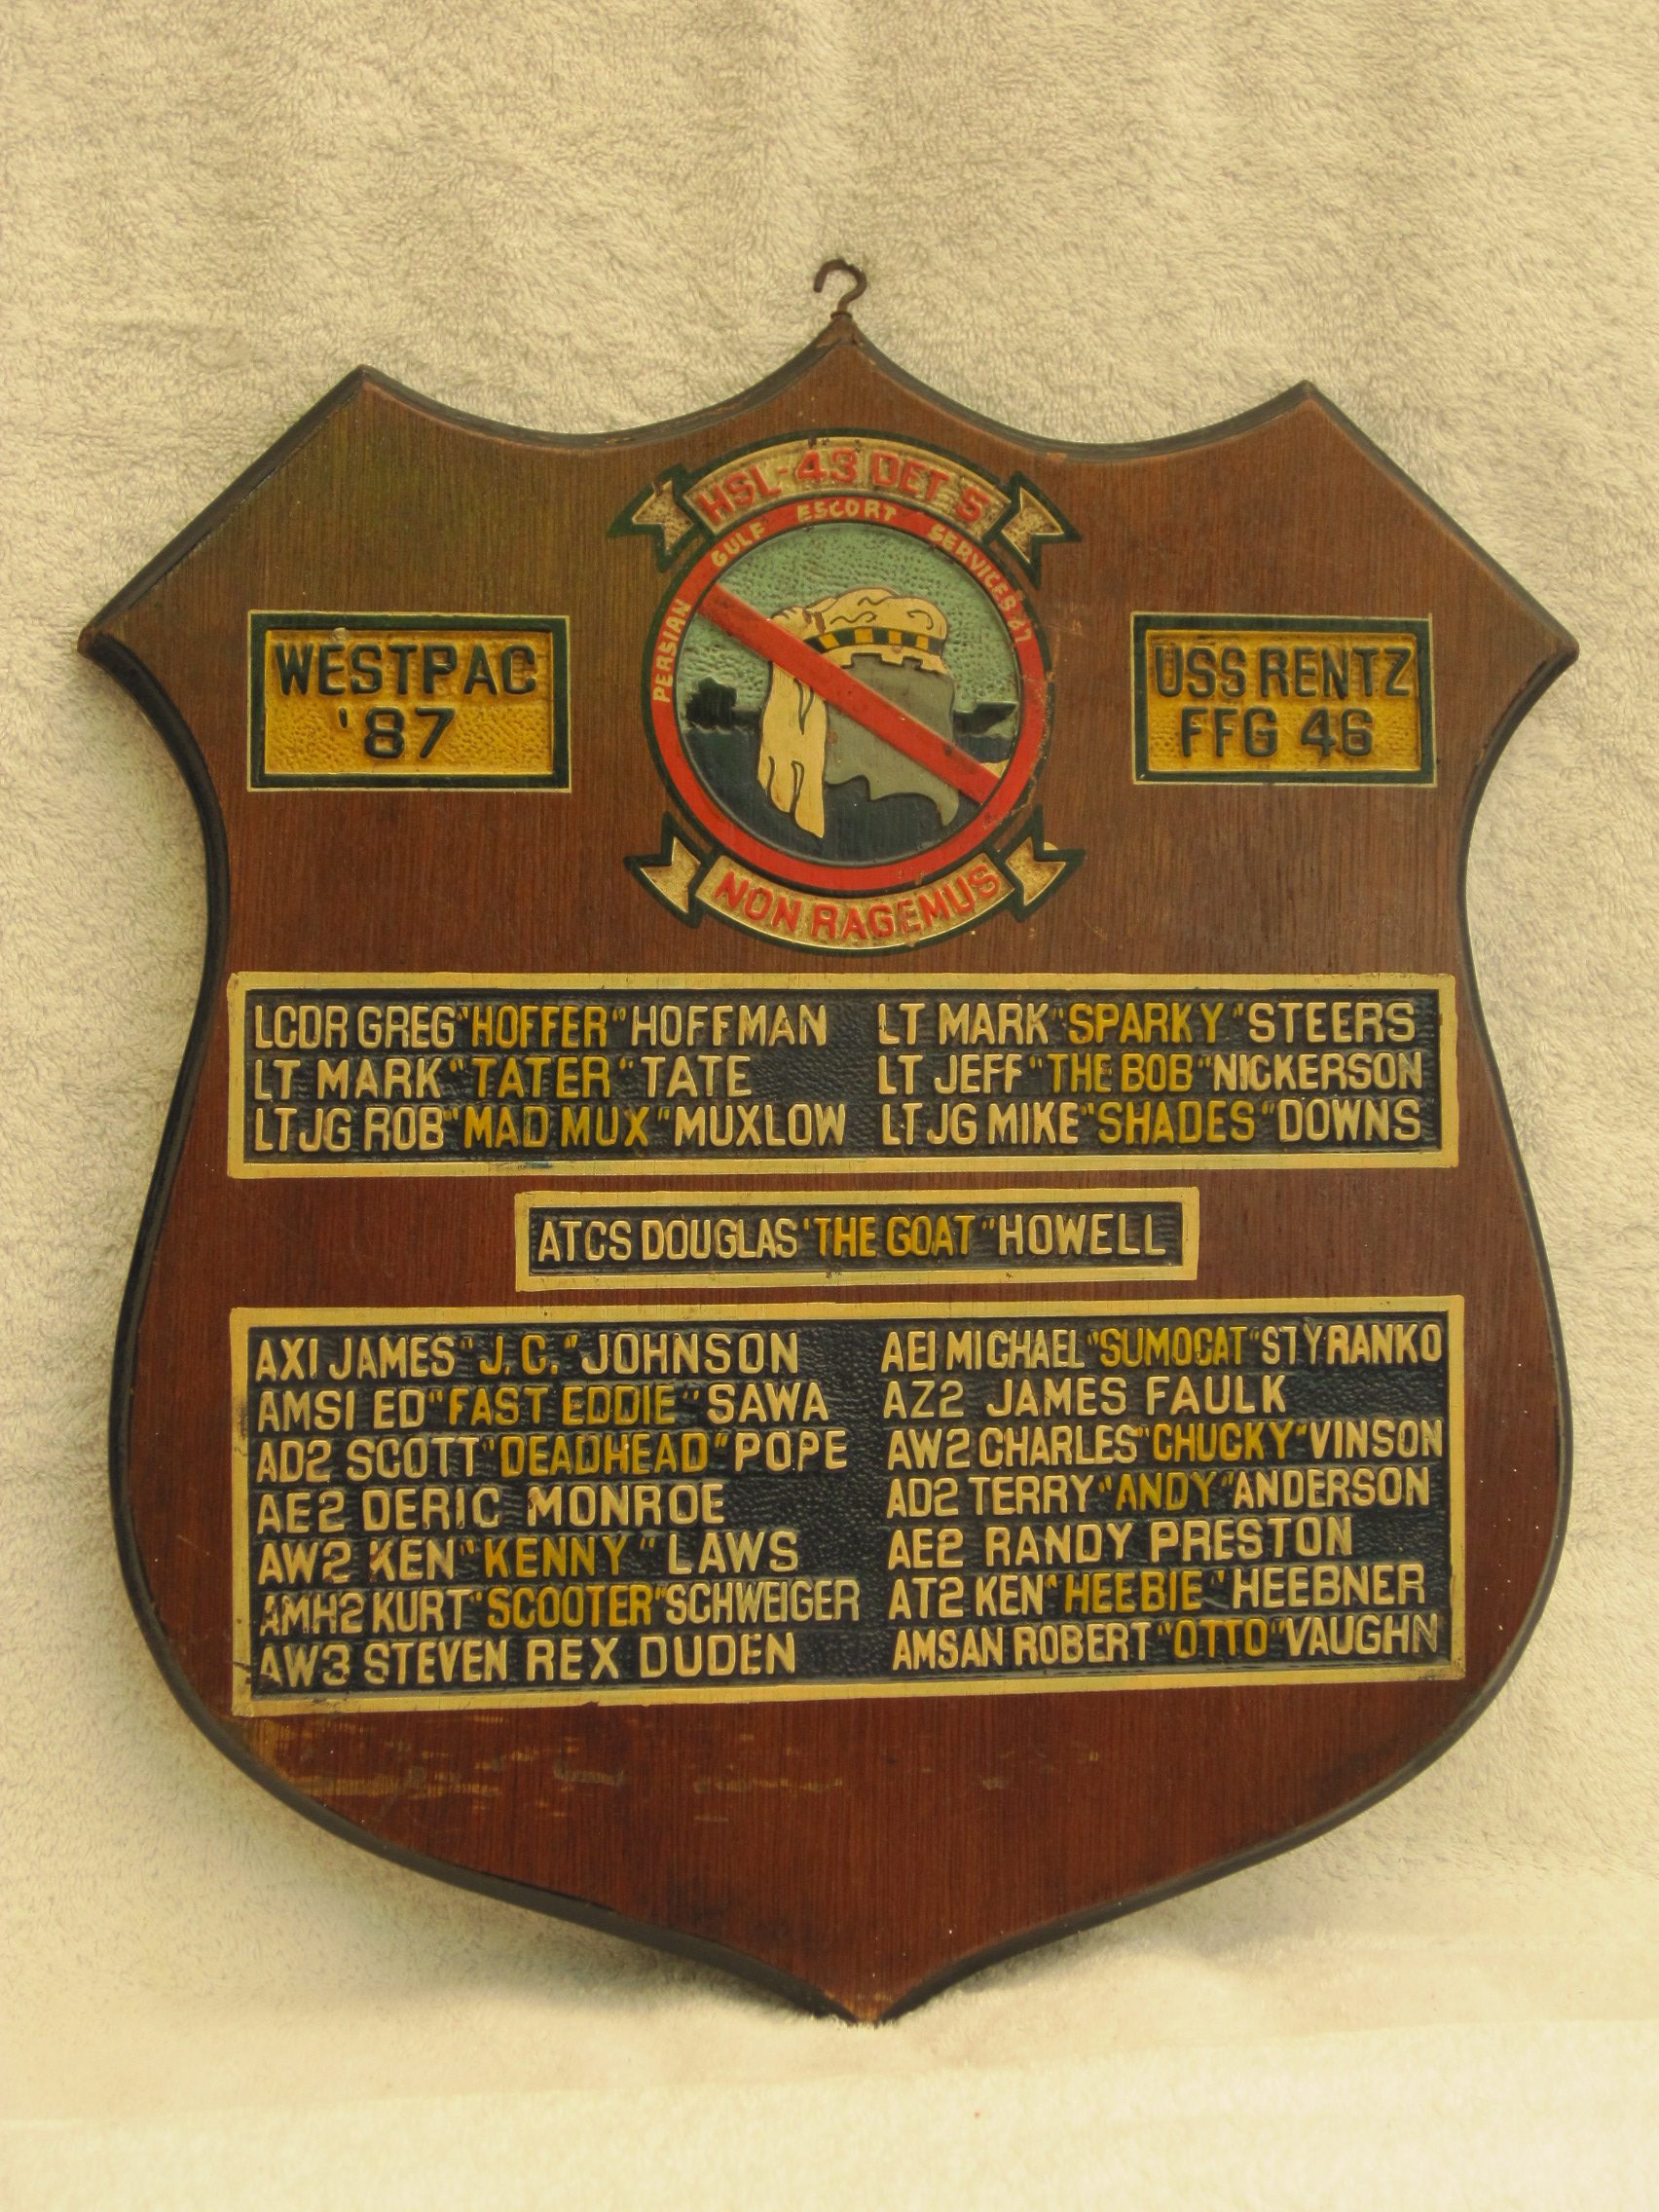 HSL-43 DET 5
PERSIAN GULF ESCORT SERVICES 87
WESTPAC
'87
USS RENTZ
FFG 46
NON RAGEMUS
LCDR GREG "HOFFER" HOFFMAN LT MARK "SPARKY" STEERS
LT MARK "TATER" TATE LT JEFF "THE BOB" NICKERSON
LTJG ROB "MAD MUX" MUXLOW LTJG MIKE "SHADES" DOWNS
ATCS DOUGLAS 'THE GOAT" HOWELL
AX1 JAMES "J.C." JOHNSON AE1 MICHAEL "SUMOCAT" STYRANKO
AMS1 ED "FAST EDDIE" SAWA AZ2 JAMES FAULK
AD2 SCOTT "DEADHEAD" POPE AW2 CHARLES "CHUCKY" VINSON
AE2 DERIC MONROE AD2 TERRY "ANDY" ANDERSON
AW2 KEN "KENNY" LAWS AE2 RANDY PRESTON
AMH2 KURT "SCOOTER" SCHWEIGER AT2 KEN "HEEBIE" HEEBNER
AW3 STEVEN REX DUDEN AMSAN ROBERT "OTTO" VAUGHN